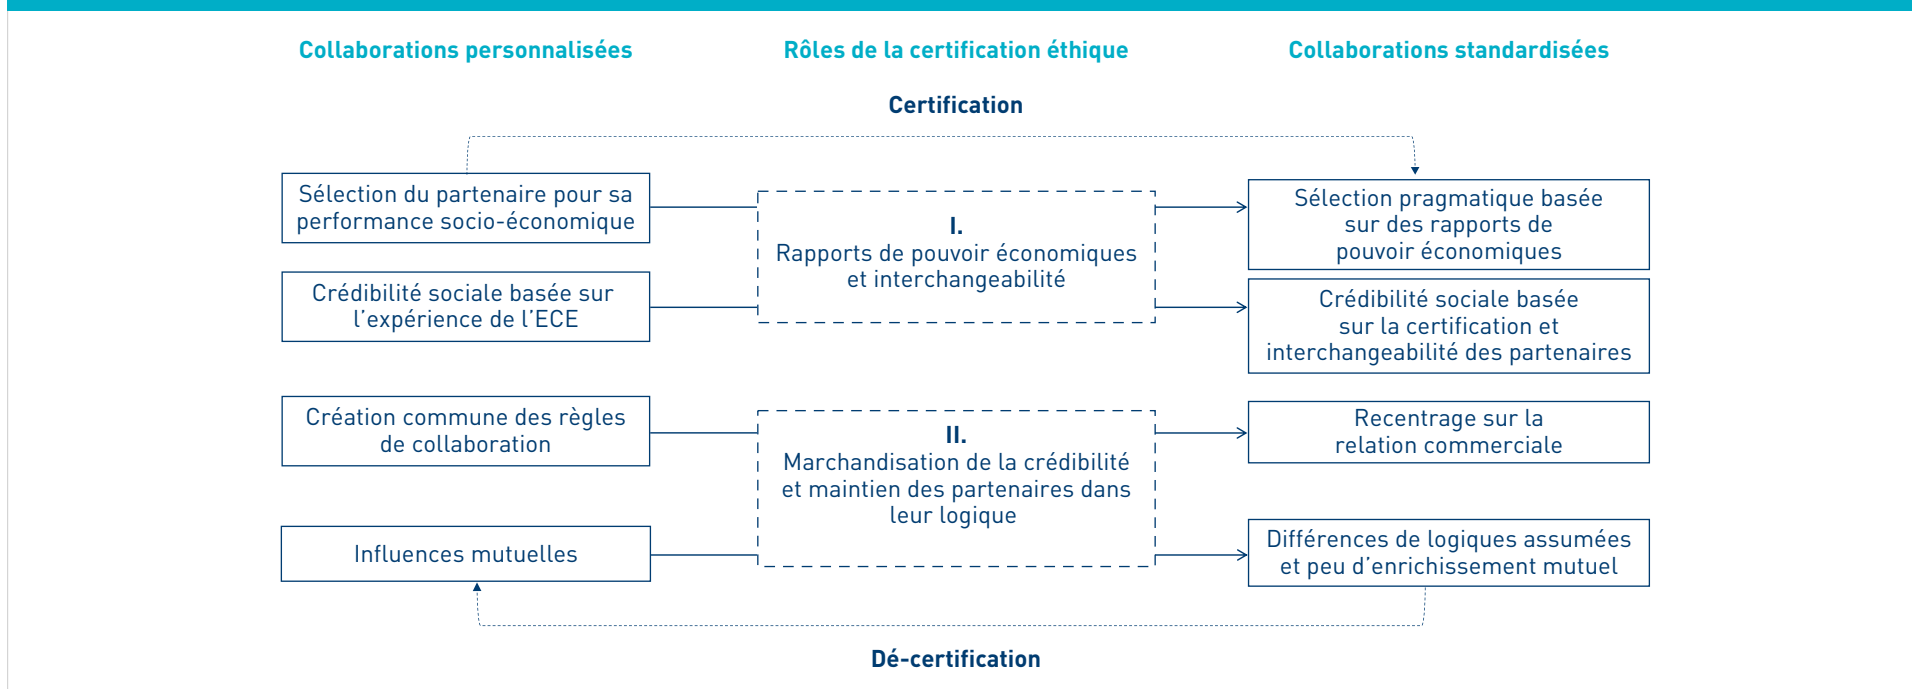 Collaborations personnalisées
Rôles de la certification éthique
Collaborations standardisées
Certification
Sélection du partenaire pour sa
performance socio-économique
Crédibilité sociale basée sur
l'expérience de l'ECE
Création commune des règles
de collaboration
Influences mutuelles
I.
Rapports de pouvoir économiques
et interchangeabilité
II.
Marchandisation de la crédibilité
et maintien des partenaires dans
leur logique
Sélection pragmatique basée
sur des rapports de
pouvoir économiques
Crédibilité sociale basée
sur la certification et
interchangeabilité des partenaires
Recentrage sur la
relation commerciale
Différences de logiques assumées
et peu d'enrichissement mutuel
Dé-certification